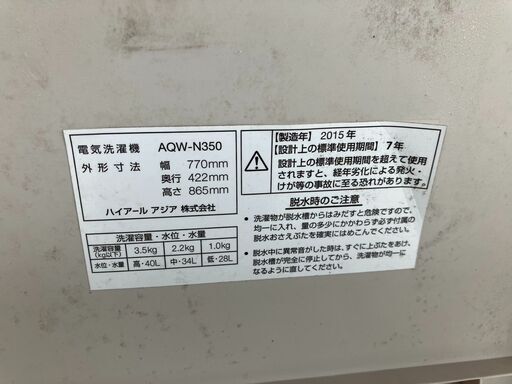 電気洗濯機 AQW-N350
外形寸法 幅 770mm
奥行 422mm
高さ 865mm
ハイアール アジア 株式会社
洗濯容量・水位・水量
洗濯容量(kg以下) 3.5kg 2.2kg 1.0kg
水位・水量 高・40L 中・34L 低・28L
【製造年】2015年
【設計上の標準使用期間】7年
設計上の標準使用期間を超えて使用
されますと、経年劣化による発火・
けが等の事故に至る恐れがあります。
脱水時のご注意
・洗濯物が脱水槽からはみだすと危険ですので、
均一に入れ、量の多少にかかわらず必ず付属の
脱水おさえぶたを確実にはめこんでください。
・脱水中に異常音がした時は、すぐに上ぶたをあけ、
脱水槽が完全に停止してから、洗濯物が均一に
なるように直してください。